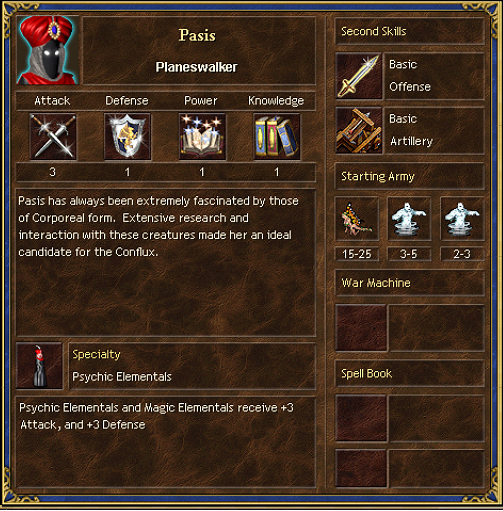 Pasis
Planeswalker
Attack Defense Power Knowledge
3 1 1 1
Pasis has always been extremely fascinated by those
of Corporeal form. Extensive research and
interaction with these creatures made her an ideal
candidate for the Conflux.
Specialty
Psychic Elementals
Psychic Elementals and Magic Elementals receive +3
Attack, and +3 Defense
Second Skills
Basic
Offense
Basic
Artillery
Starting Army
15-25 3-5 2-3
War Machine
Spell Book